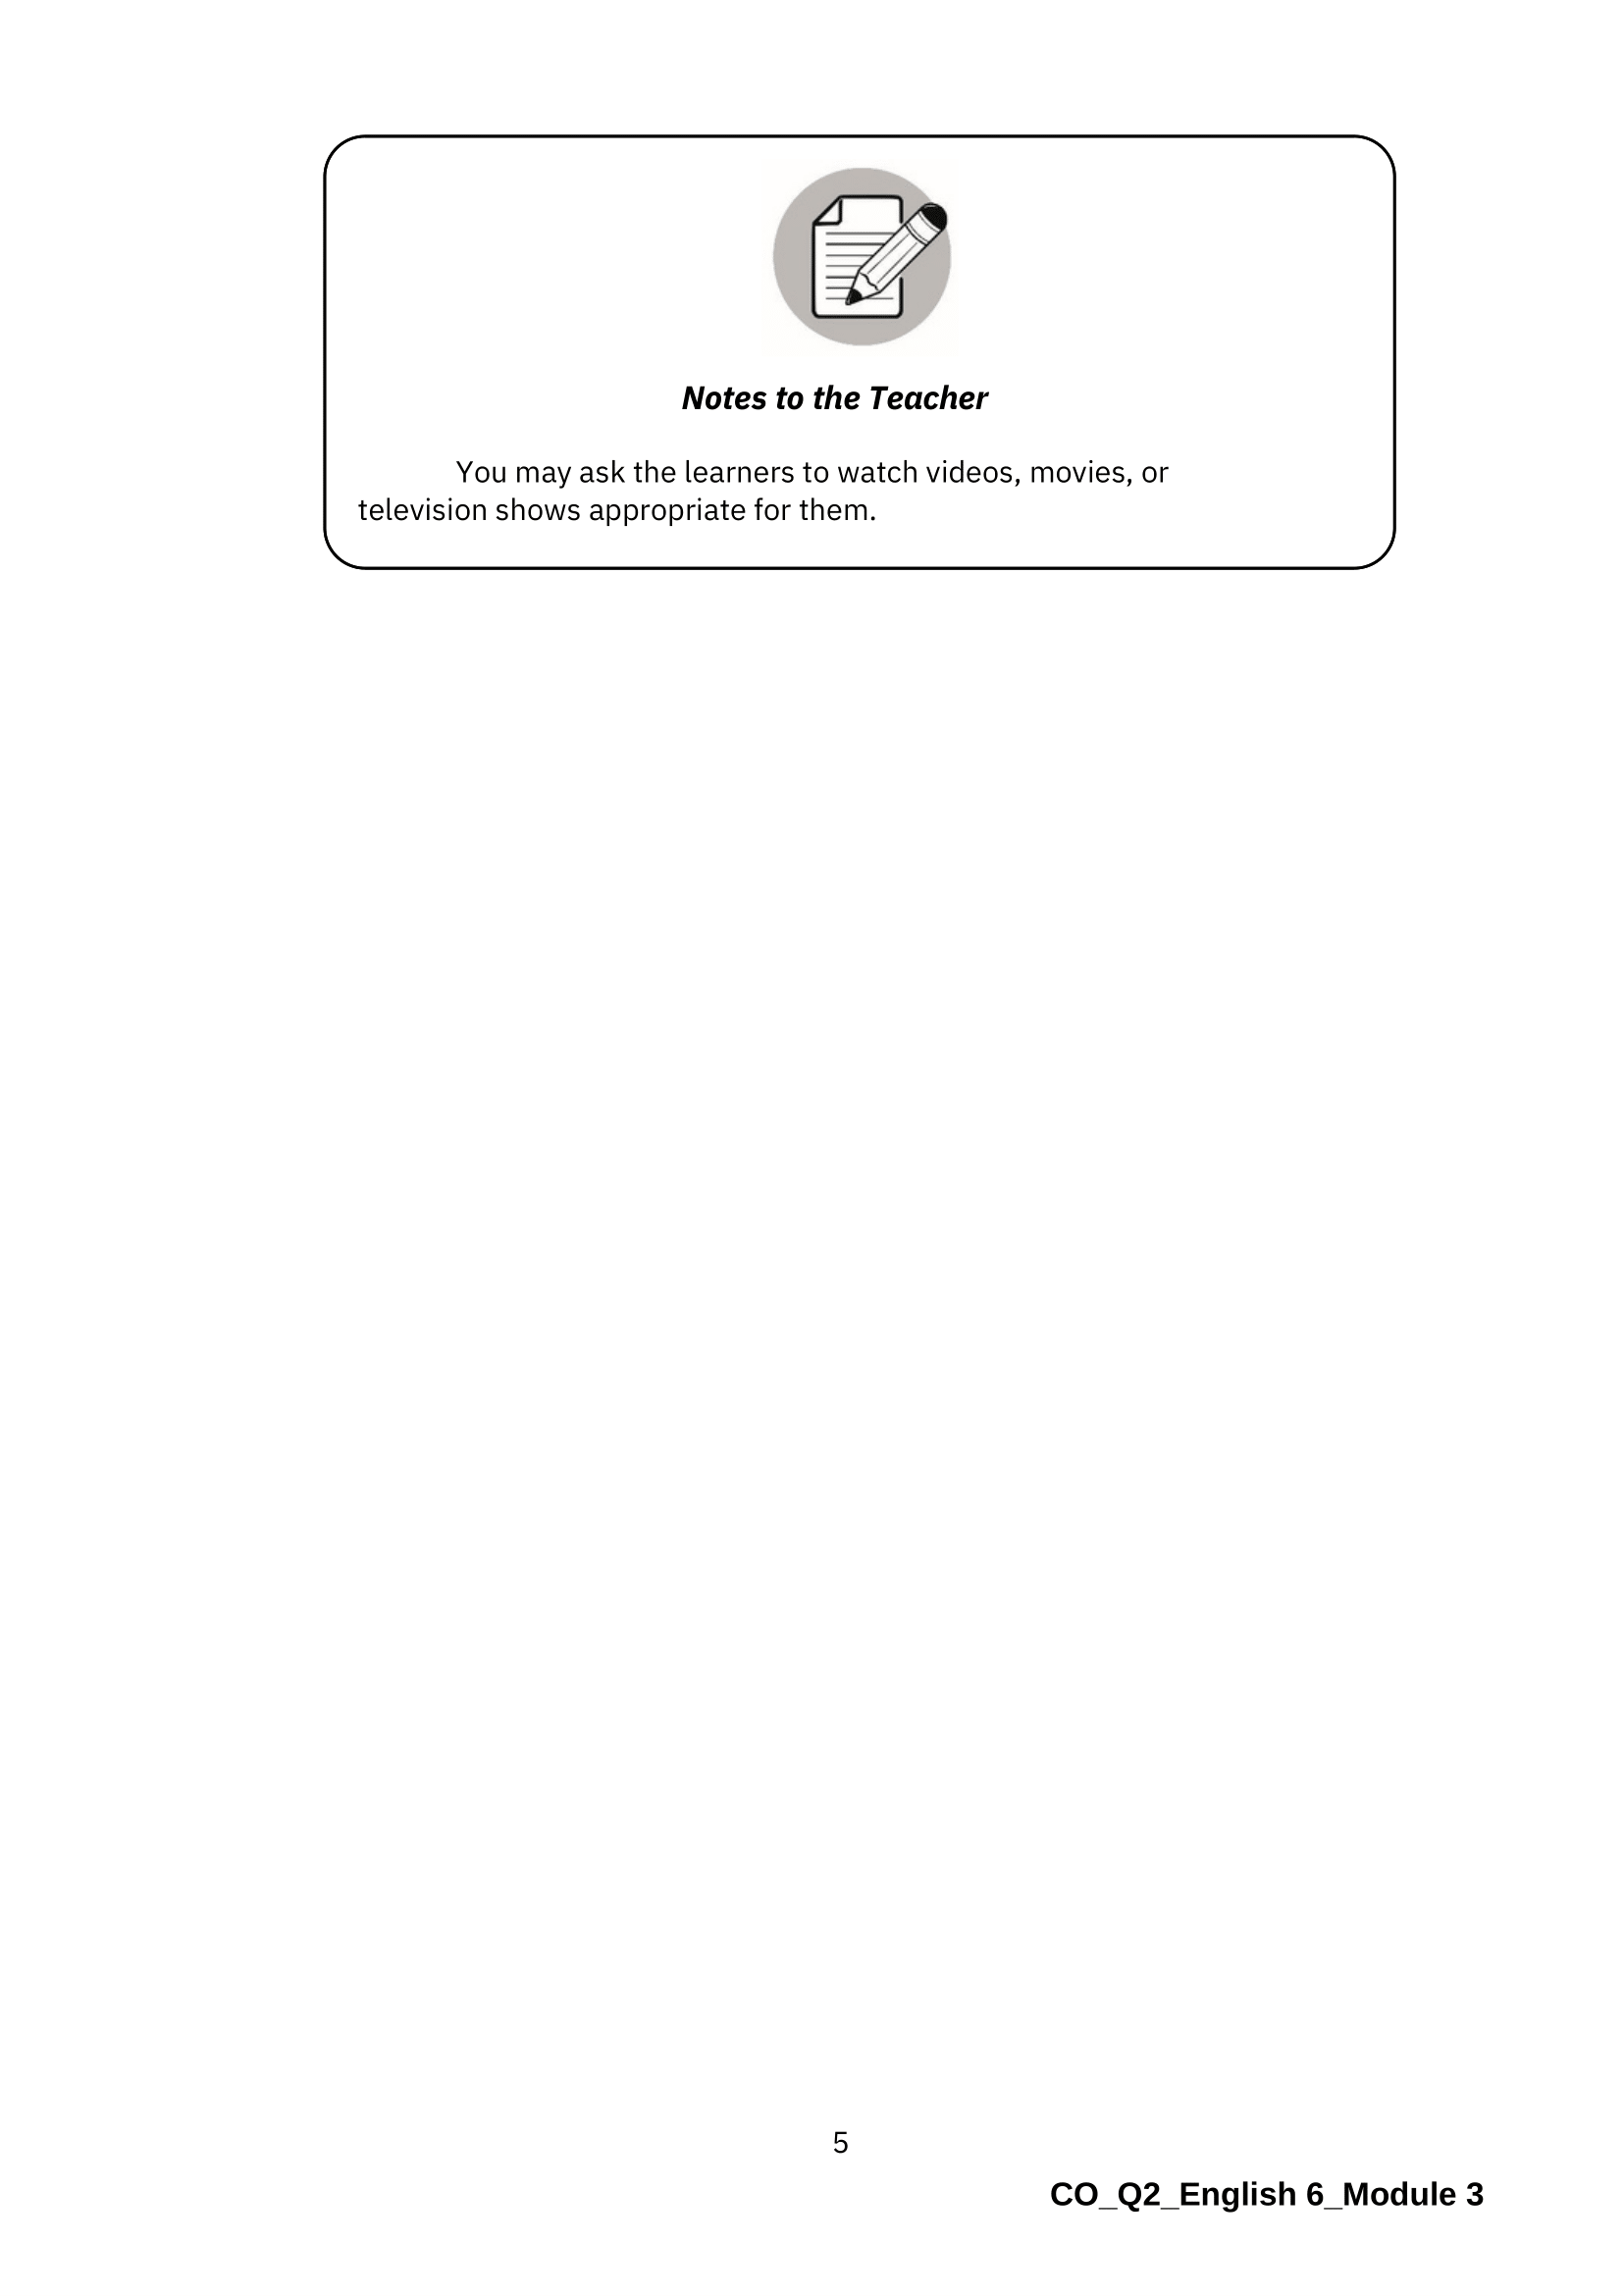 Notes to the Teacher
You may ask the learners to watch videos, movies, or
television shows appropriate for them.
5
CO_Q2_English 6_Module 3